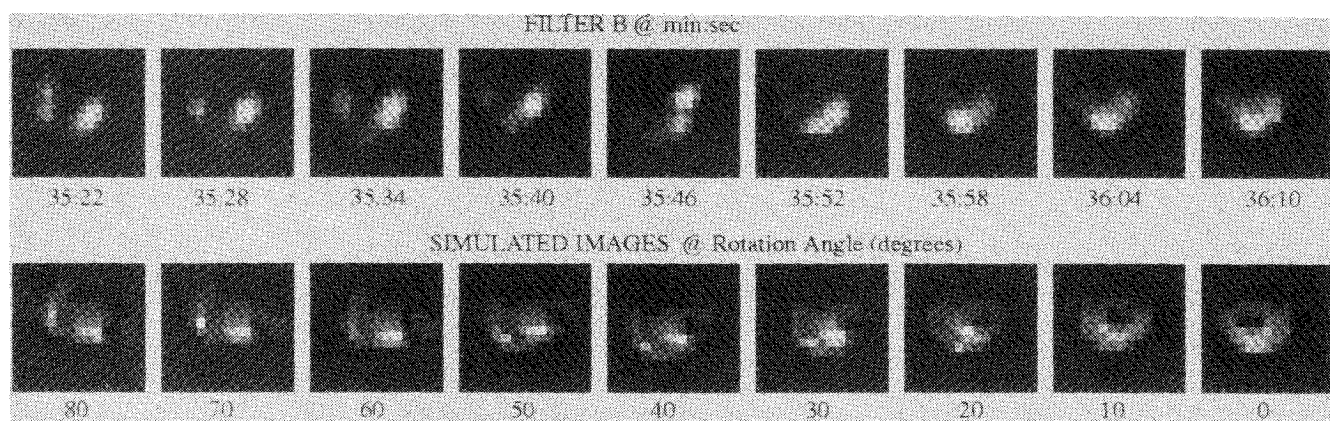 FILTER B @ min:sec
35:22 35:28 35:34 35:40 35:46 35:52 35:58 36:04 36:10
SIMULATED IMAGES @ Rotation Angle (degrees)
80 70 60 50 40 30 20 10 0